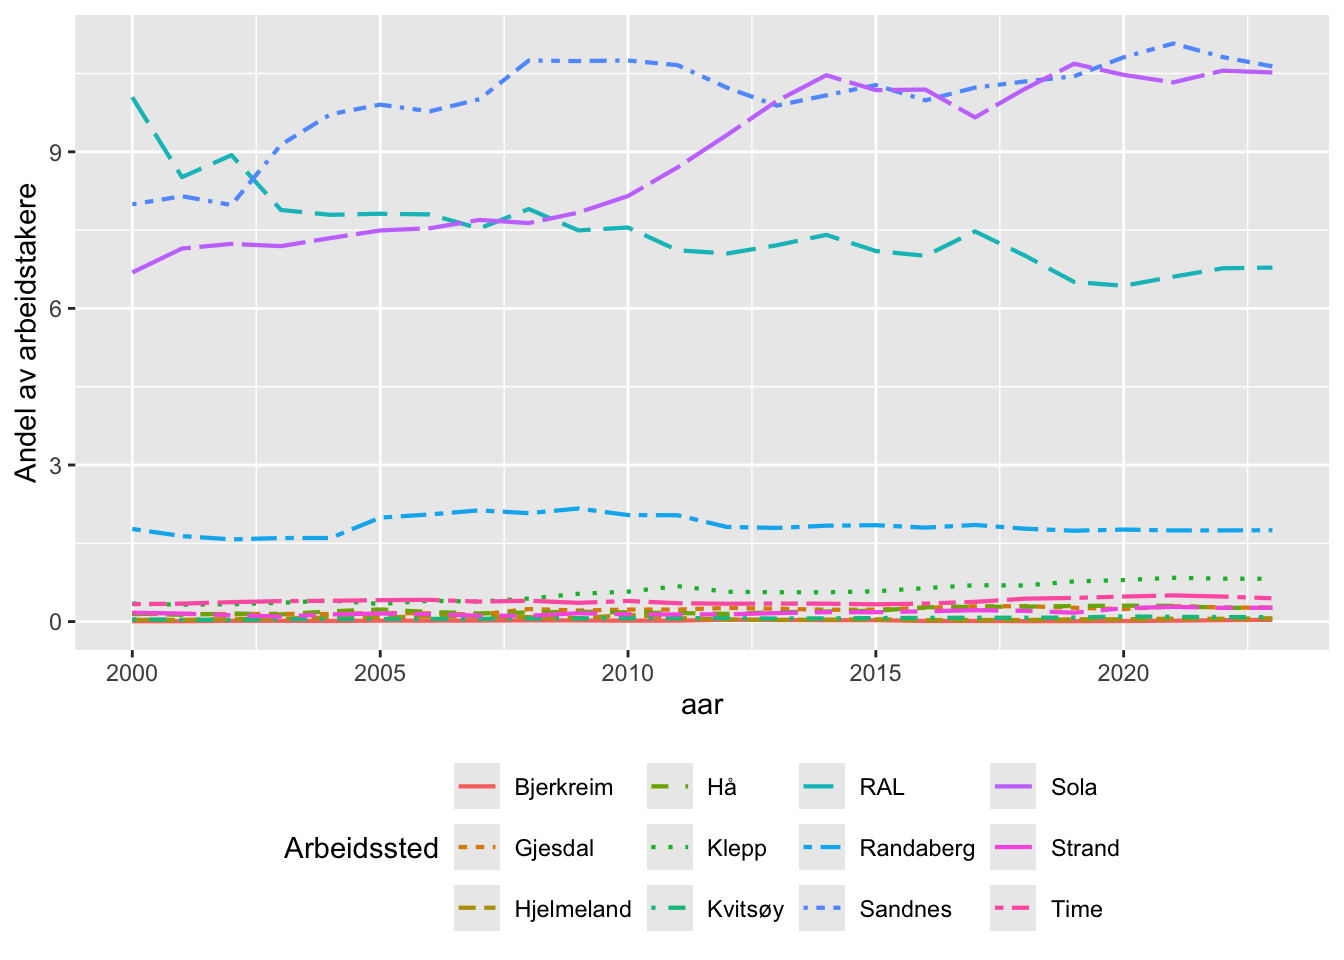 Andel av arbeidstakere
9
6
3
0
2000 2005 2010 2015 2020
aar
Arbeidssted
Bjerkreim Hå RAL Sola
Gjesdal Klepp Randaberg Strand
Hjelmeland Kvitsøy Sandnes Time